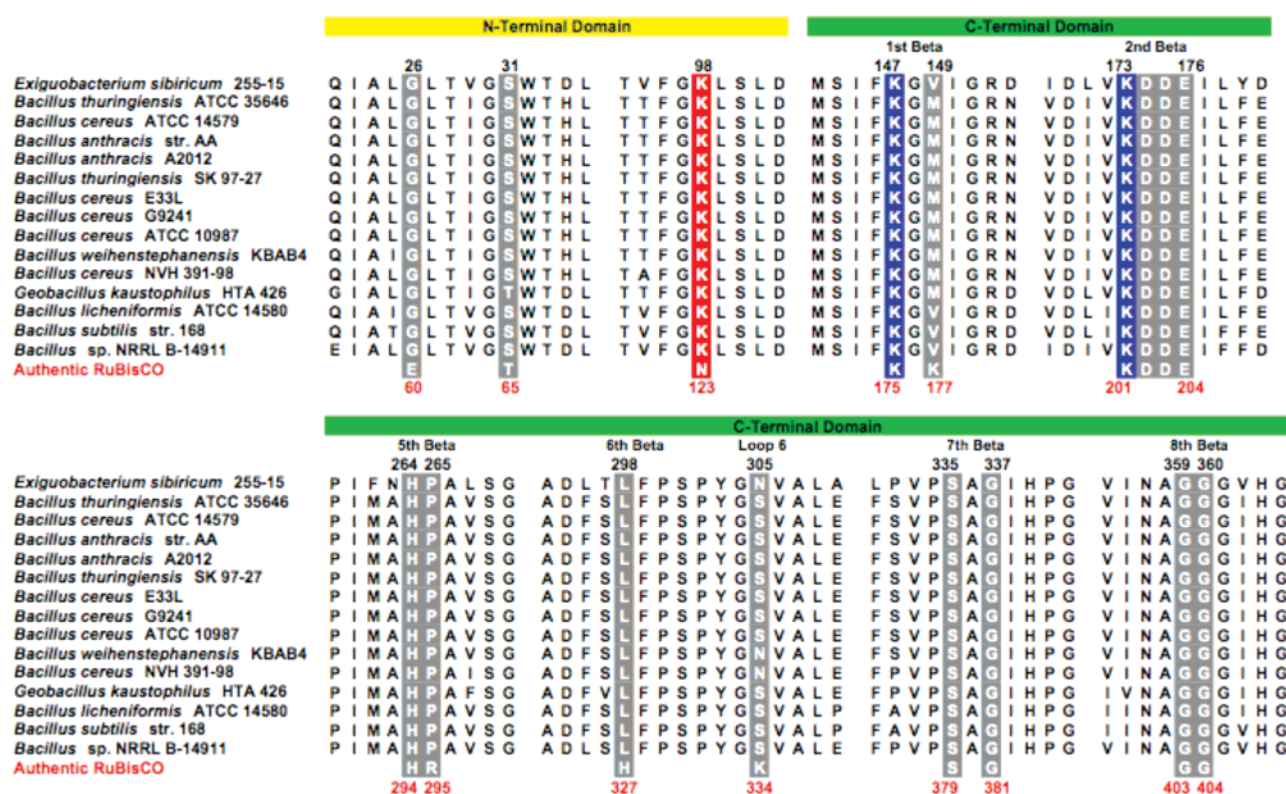 N-Terminal Domain C-Terminal Domain
1st Beta 2nd Beta
26 31 98 147 149 173 176
Exiguobacterium sibiricum 255-15 Q I A L G L T V G S W T D L T V F G K L S L D M S I F K G V I G R D I D L V K D D E I L Y D
Bacillus thuringiensis ATCC 35646 Q I A L G L T I G S W T H L T T F G K L S L D M S I F K G M I G R N V D I V K D D E I L F E
Bacillus cereus ATCC 14579 Q I A L G L T I G S W T H L T T F G K L S L D M S I F K G M I G R N V D I V K D D E I L F E
Bacillus anthracis str. AA Q I A L G L T I G S W T H L T T F G K L S L D M S I F K G M I G R N V D I V K D D E I L F E
Bacillus anthracis A2012 Q I A L G L T I G S W T H L T T F G K L S L D M S I F K G M I G R N V D I V K D D E I L F E
Bacillus thuringiensis SK 97-27 Q I A L G L T I G S W T H L T T F G K L S L D M S I F K G M I G R N V D I V K D D E I L F E
Bacillus cereus E33L Q I A L G L T I G S W T H L T T F G K L S L D M S I F K G M I G R N V D I V K D D E I L F E
Bacillus cereus G9241 Q I A L G L T I G S W T H L T T F G K L S L D M S I F K G M I G R N V D I V K D D E I L F E
Bacillus cereus ATCC 10987 Q I A L G L T I G S W T H L T T F G K L S L D M S I F K G M I G R N V D I V K D D E I L F E
Bacillus weihenstephanensis KBAB4 Q I A I G L T I G S W T H L T T F G K L S L D M S I F K G M I G R N V D I V K D D E I L F E
Bacillus cereus NVH 391-98 Q I A L G L T I G S W T H L T A F G K L S L D M S I F K G M I G R N V D I V K D D E I L F E
Geobacillus kaustophilus HTA 426 G I A L G L T I G T W T D L T T F G K L S L D M S I F K G M I G R D V D L V K D D E I L F D
Bacillus licheniformis ATCC 14580 Q I A I G L T V G S W T D L T V F G K L S L D M S I F K G V I G R D V D L I K D D E I L F E
Bacillus subtilis str. 168 Q I A T G L T V G S W T D L T V F G K L S L D M S I F K G V I G R D V D L I K D D E I F F E
Bacillus sp. NRRL B-14911 E I A L G L T V G S W T D L T V F G K L S L D M S I F K G V I G R D I D I V K D D E I F F D
Authentic RuBisCO E T N K K K D D E
60 65 123 175 177 201 204
C-Terminal Domain
5th Beta 6th Beta Loop 6 7th Beta 8th Beta
264 265 298 305 335 337 359 360
Exiguobacterium sibiricum 255-15 P I F N H P A L S G A D L T L F P S P Y G N V A L A L P V P S A G I H P G V I N A G G G V H G
Bacillus thuringiensis ATCC 35646 P I M A H P A V S G A D F S L F P S P Y G S V A L E F S V P S A G I H P G V I N A G G G I H G
Bacillus cereus ATCC 14579 P I M A H P A V S G A D F S L F P S P Y G S V A L E F S V P S A G I H P G V I N A G G G I H G
Bacillus anthracis str. AA P I M A H P A V S G A D F S L F P S P Y G S V A L E F S V P S A G I H P G V I N A G G G I H G
Bacillus anthracis A2012 P I M A H P A V S G A D F S L F P S P Y G S V A L E F S V P S A G I H P G V I N A G G G I H G
Bacillus thuringiensis SK 97-27 P I M A H P A V S G A D F S L F P S P Y G S V A L E F S V P S A G I H P G V I N A G G G I H G
Bacillus cereus E33L P I M A H P A V S G A D F S L F P S P Y G S V A L E F S V P S A G I H P G V I N A G G G I H G
Bacillus cereus G9241 P I M A H P A V S G A D F S L F P S P Y G S V A L E F S V P S A G I H P G V I N A G G G I H G
Bacillus cereus ATCC 10987 P I M A H P A V S G A D F S L F P S P Y G S V A L E F S V P S A G I H P G V I N A G G G I H G
Bacillus weihenstephanensis KBAB4 P I M A H P A V S G A D F S L F P S P Y G N V A L E F S V P S A G I H P G V I N A G G G I H G
Bacillus cereus NVH 391-98 P I M A H P A I S G A D F S L F P S P Y G N V A L E F S V P S A G I H P G V I N A G G G I H G
Geobacillus kaustophilus HTA 426 P I M A H P A F S G A D F V L F P S P Y G S V A L E F P V P S A G I H P G I V N A G G G I H G
Bacillus licheniformis ATCC 14580 P I M A H P A V S G A D F S L F P S P Y G S V A L P F A V P S A G I H P G I I N A G G G I H G
Bacillus subtilis str. 168 P I M A H P A V S G A D F S L F P S P Y G S V A L P F A V P S A G I H P G I I N A G G G V H G
Bacillus sp. NRRL B-14911 P I M A H P A V S G A D L S L F P S P Y G S V A L E F P V P S A G I H P G V I N A G G G V H G
Authentic RuBisCO H R H K S G G G
294 295 327 334 379 381 403 404